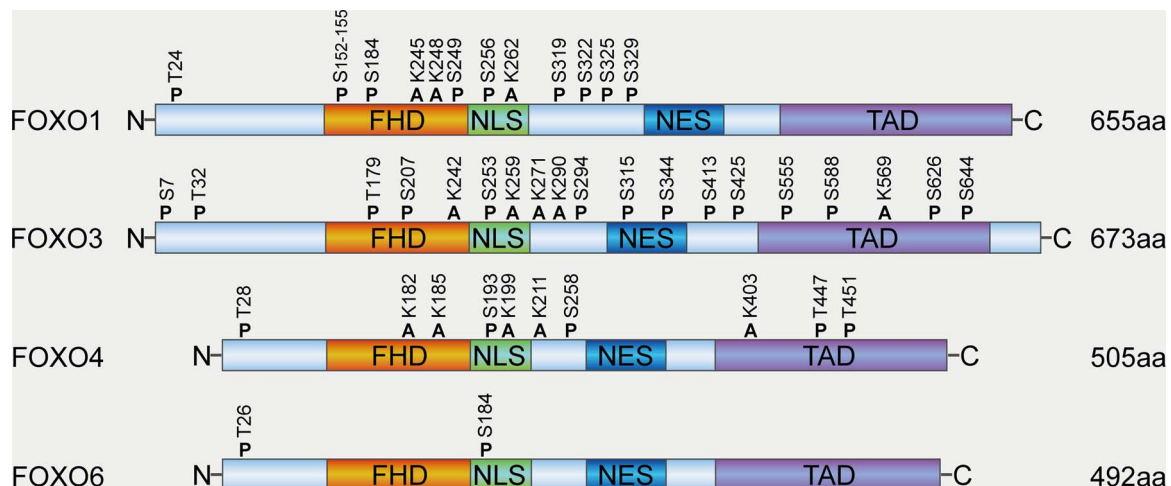 T24 S152-155 S184 K245 K248 S249 S256 K262 S319 S322 S325 S329
P P P A A P P A P P P P
FOXO1 N FHD NLS NES TAD C 655aa
S7 T32 T179 S207 K242 S253 K259 K271 K290 S294 S315 S344 S413 S425 S555 S588 K569 S626 S644
P P P P A P A A A P P P P P P P A P P
FOXO3 N FHD NLS NES TAD C 673aa
T28 K182 K185 S193 K199 K211 S258 K403 T447 T451
P A A P A A P A P P
FOXO4 N FHD NLS NES TAD C 505aa
T26 S184
P P
FOXO6 N FHD NLS NES TAD C 492aa